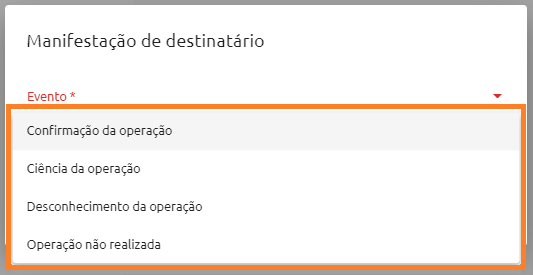 Manifestação de destinatário
Evento *
Confirmação da operação
Ciência da operação
Desconhecimento da operação
Operação não realizada